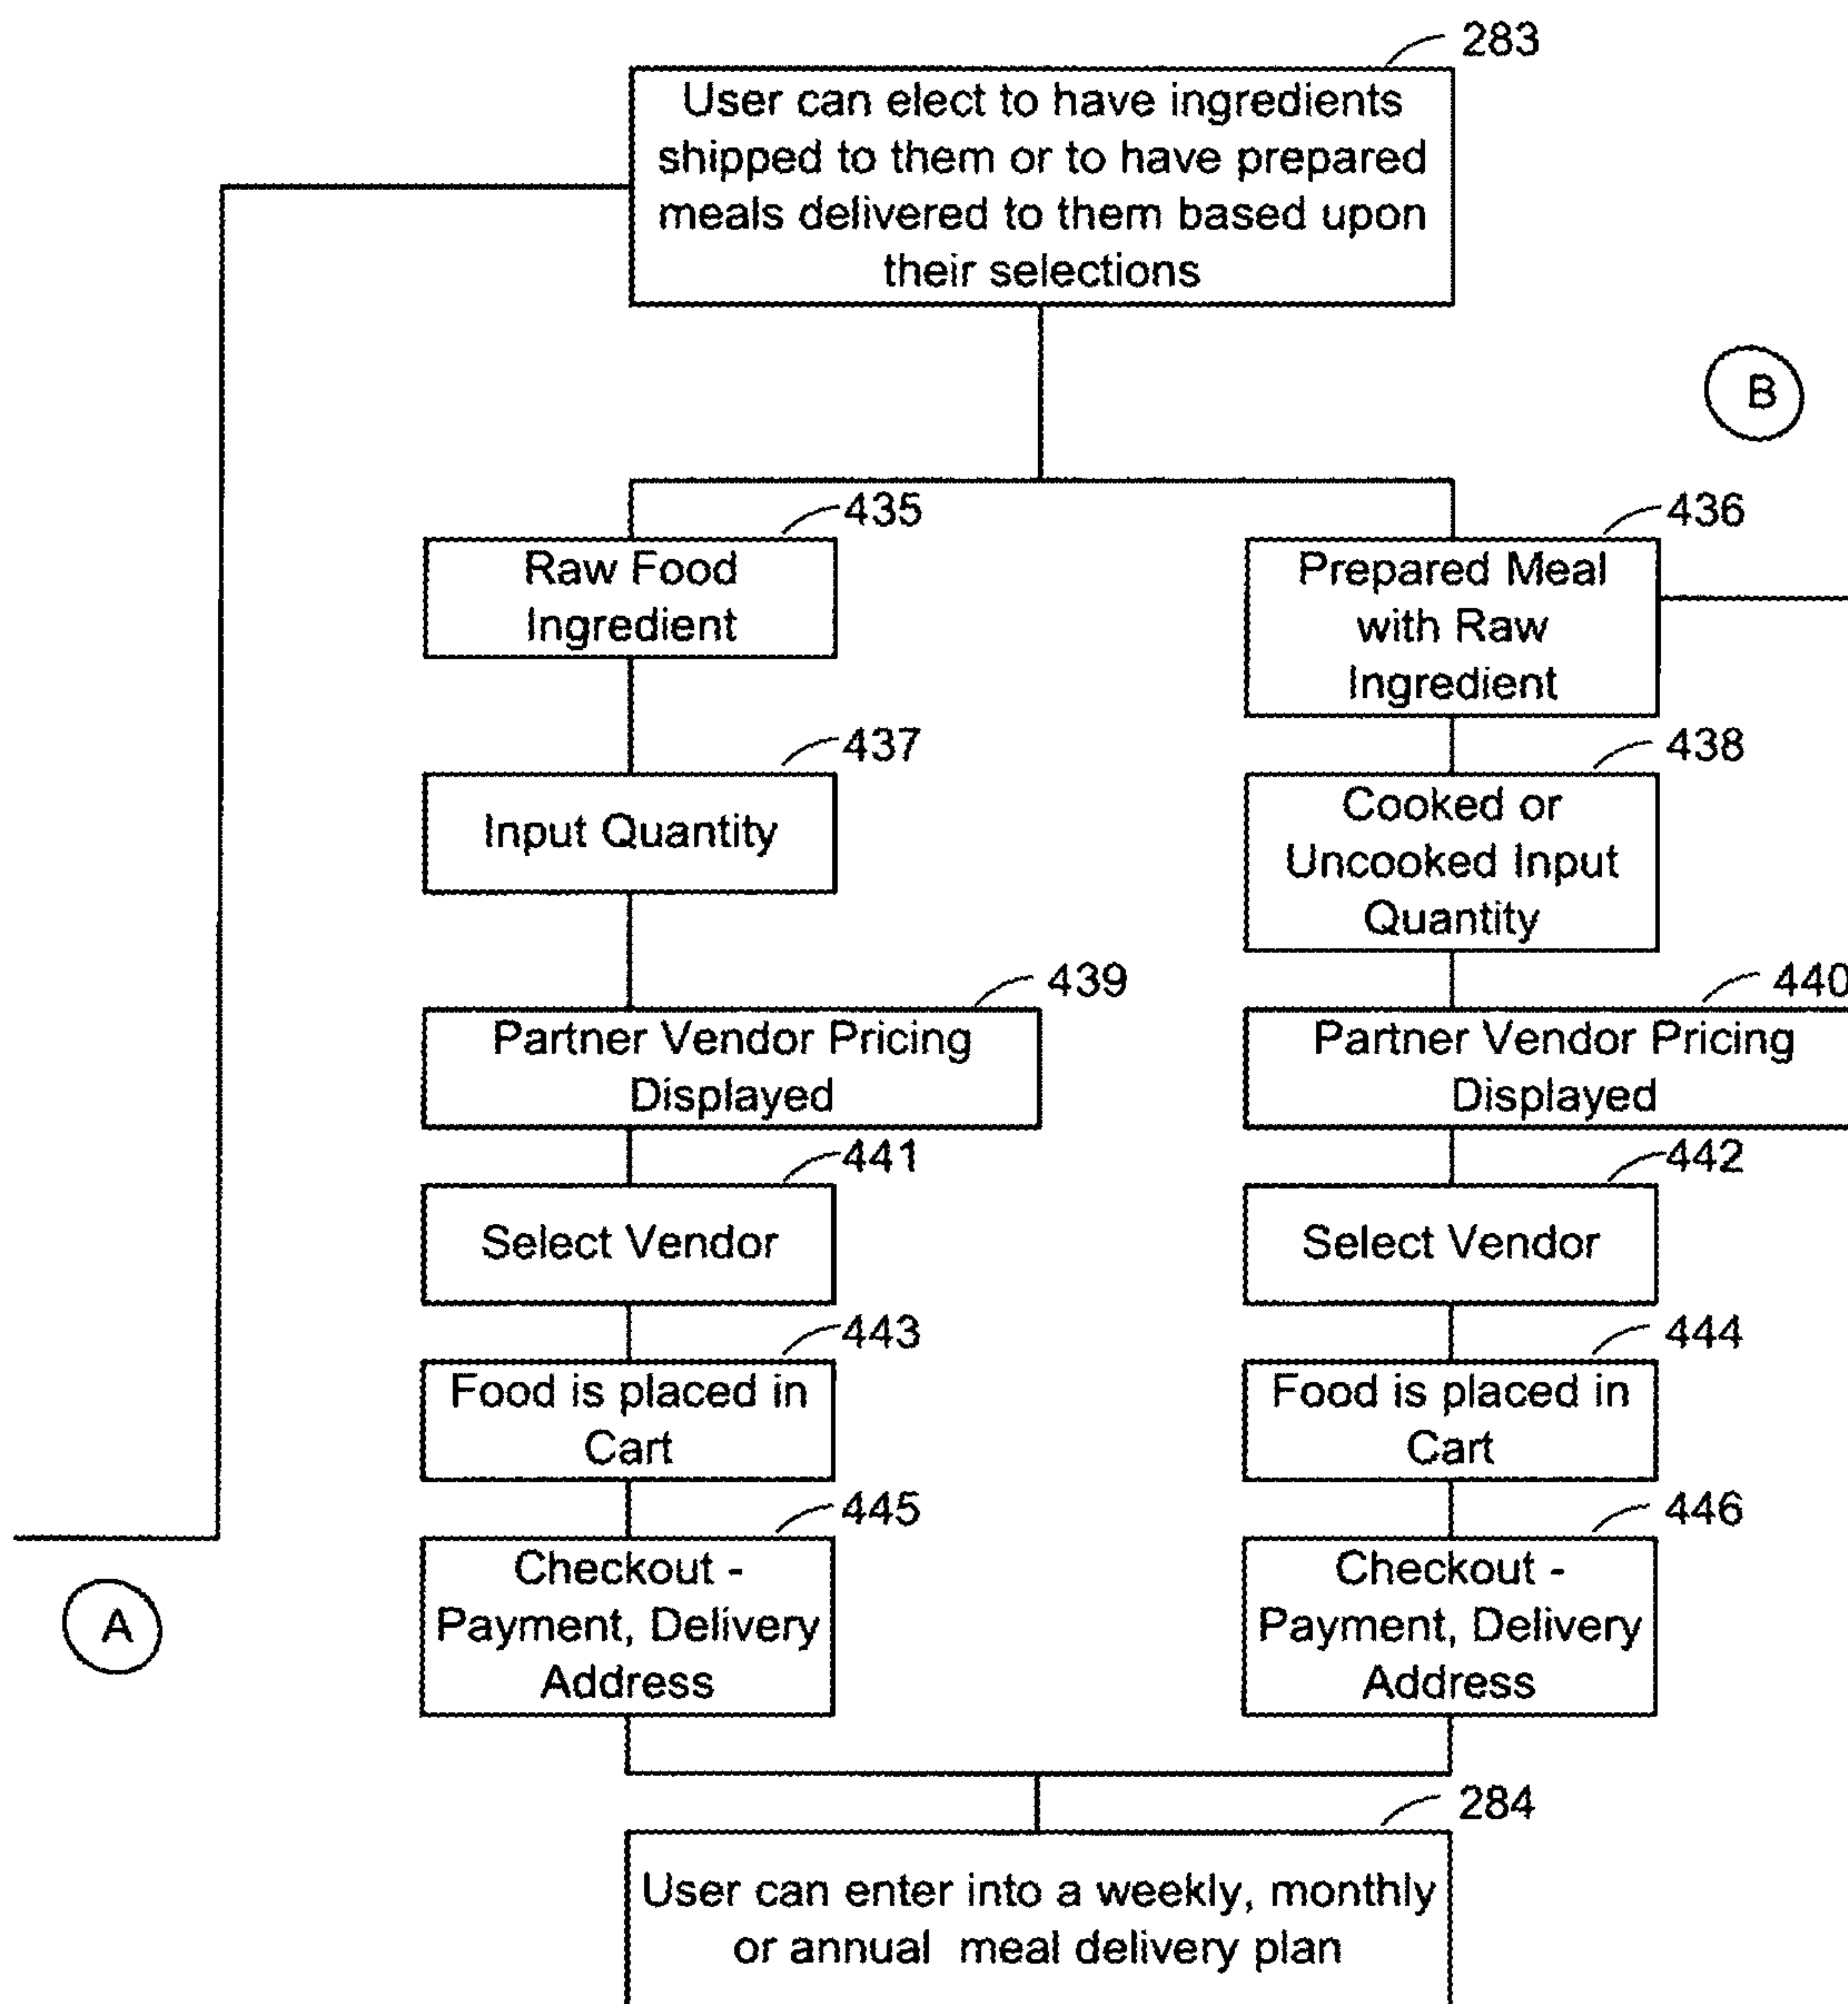 283
User can elect to have ingredients
shipped to them or to have prepared
meals delivered to them based upon
their selections
B
435
Raw Food
Ingredient
436
Prepared Meal
with Raw
Ingredient
437
Input Quantity
438
Cooked or
Uncooked Input
Quantity
439
Partner Vendor Pricing
Displayed
440
Partner Vendor Pricing
Displayed
441
Select Vendor
442
Select Vendor
443
Food is placed in
Cart
444
Food is placed in
Cart
445
Checkout -
Payment, Delivery
Address
446
Checkout -
Payment, Delivery
Address
A
284
User can enter into a weekly, monthly
or annual meal delivery plan